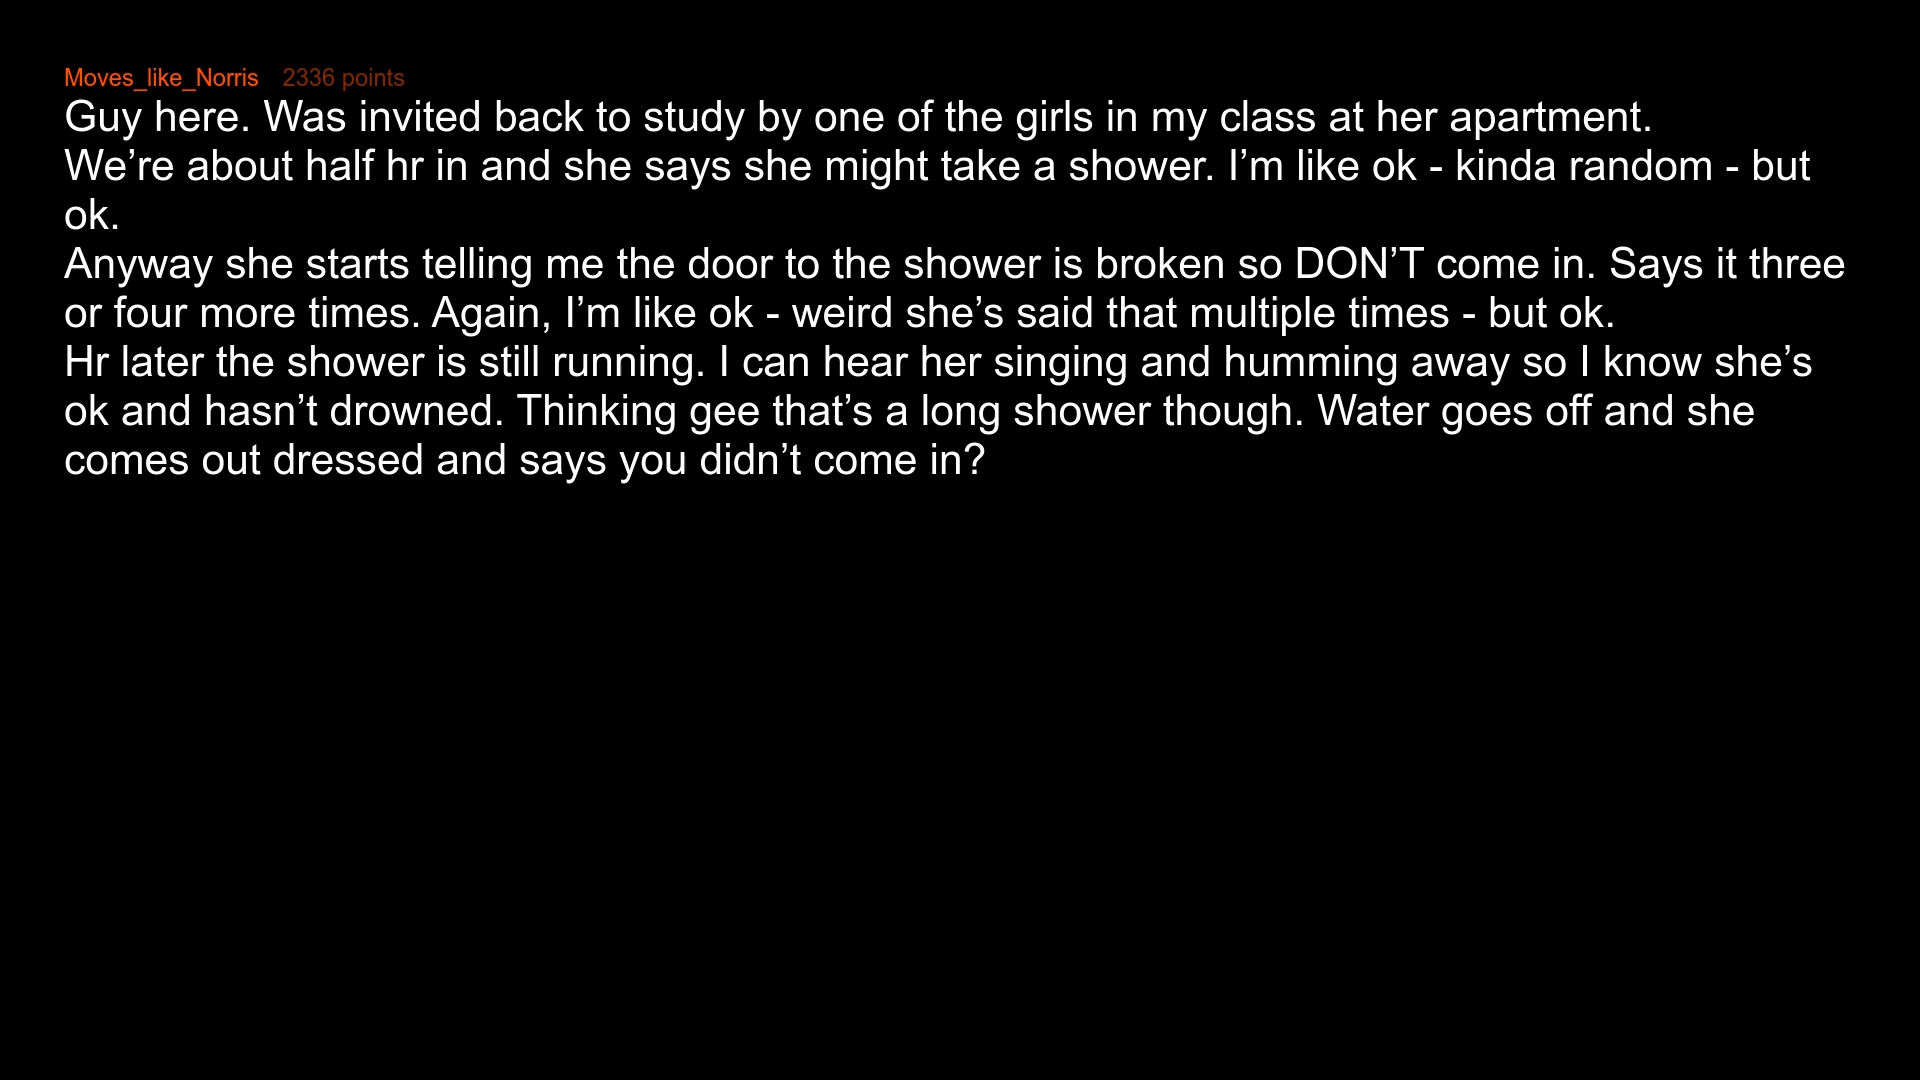 Moves_like_Norris 2336 points
Guy here. Was invited back to study by one of the girls in my class at her apartment.
We’re about half hr in and she says she might take a shower. I’m like ok - kinda random - but
ok.
Anyway she starts telling me the door to the shower is broken so DON’T come in. Says it three
or four more times. Again, I’m like ok - weird she’s said that multiple times - but ok.
Hr later the shower is still running. I can hear her singing and humming away so I know she’s
ok and hasn’t drowned. Thinking gee that’s a long shower though. Water goes off and she
comes out dressed and says you didn’t come in?